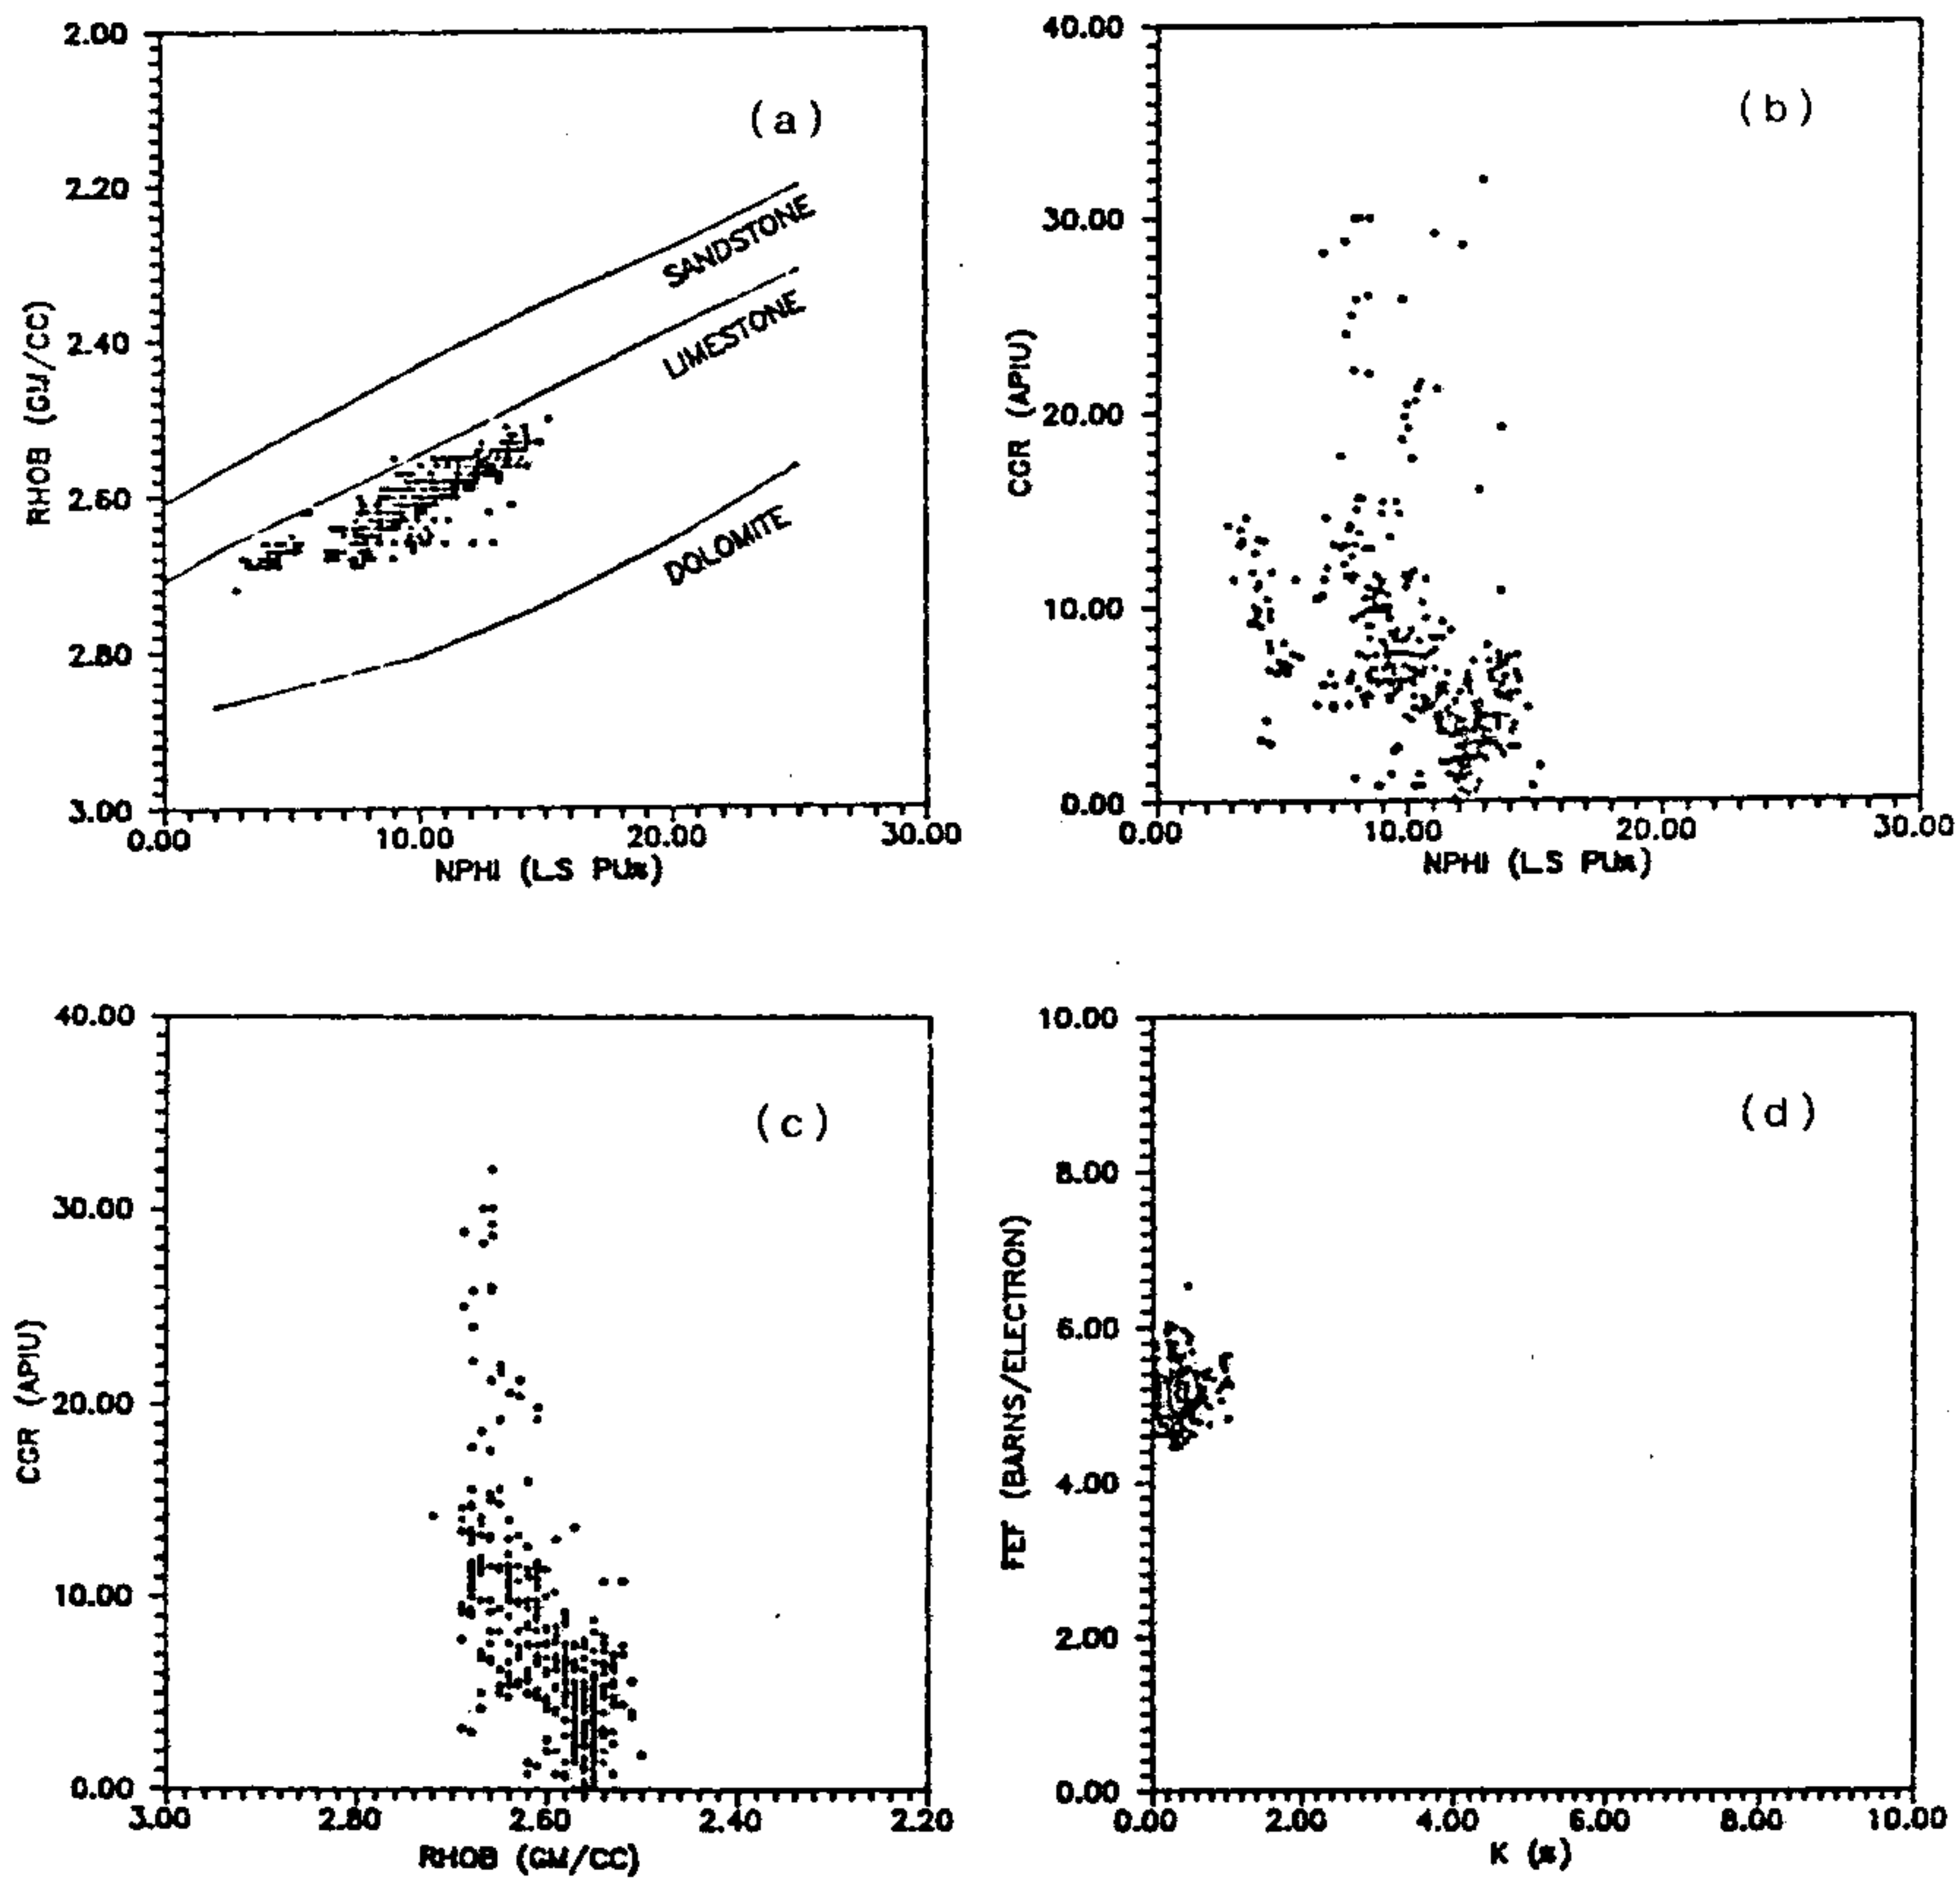 (a)
2.00
2.20
2.40
2.60
2.80
3.00
RHOB (GM/CC)
SANDSTONE
LIMESTONE
DOLOMITE
0.00 10.00 20.00 30.00
NPHI (LS PU%)
(b)
40.00
30.00
20.00
10.00
0.00
CGR (APIU)
0.00 10.00 20.00 30.00
NPHI (LS PU%)
(c)
40.00
30.00
20.00
10.00
0.00
CGR (APIU)
3.00 2.80 2.60 2.40 2.20
RHOB (GM/CC)
(d)
10.00
8.00
6.00
4.00
2.00
0.00
PEF (BARNS/ELECTRON)
0.00 2.00 4.00 6.00 8.00 10.00
K (%)